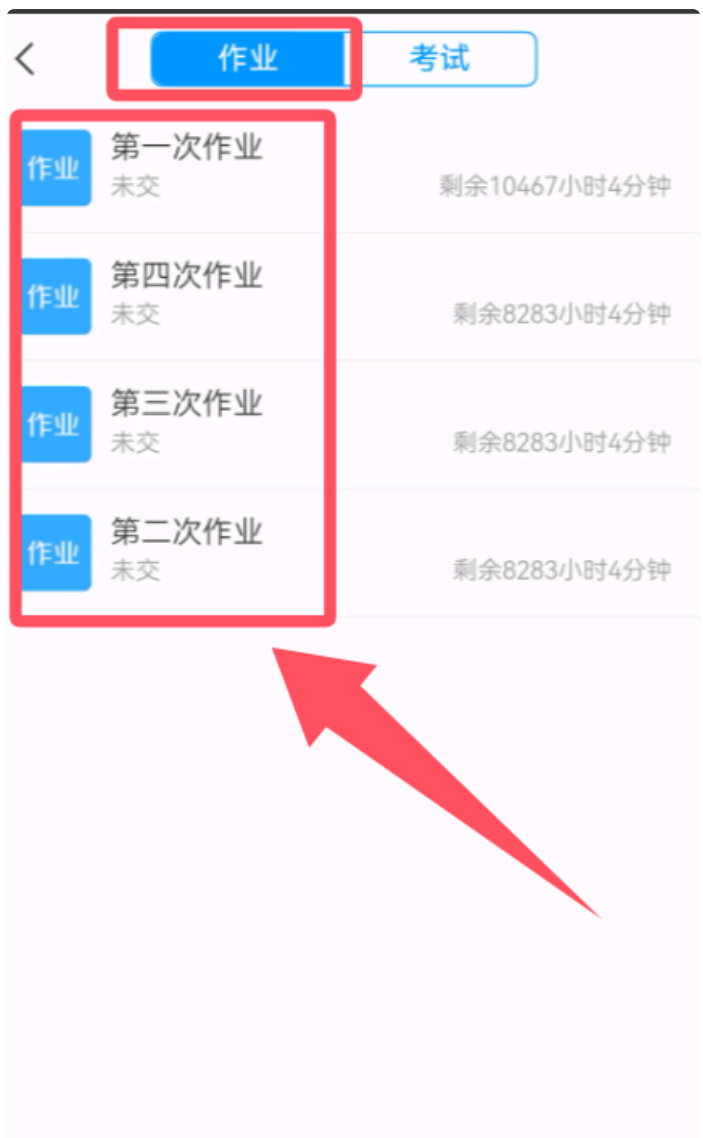 作业 考试
作业 第一次作业
未交 剩余10467小时4分钟
作业 第四次作业
未交 剩余8283小时4分钟
作业 第三次作业
未交 剩余8283小时4分钟
作业 第二次作业
未交 剩余8283小时4分钟